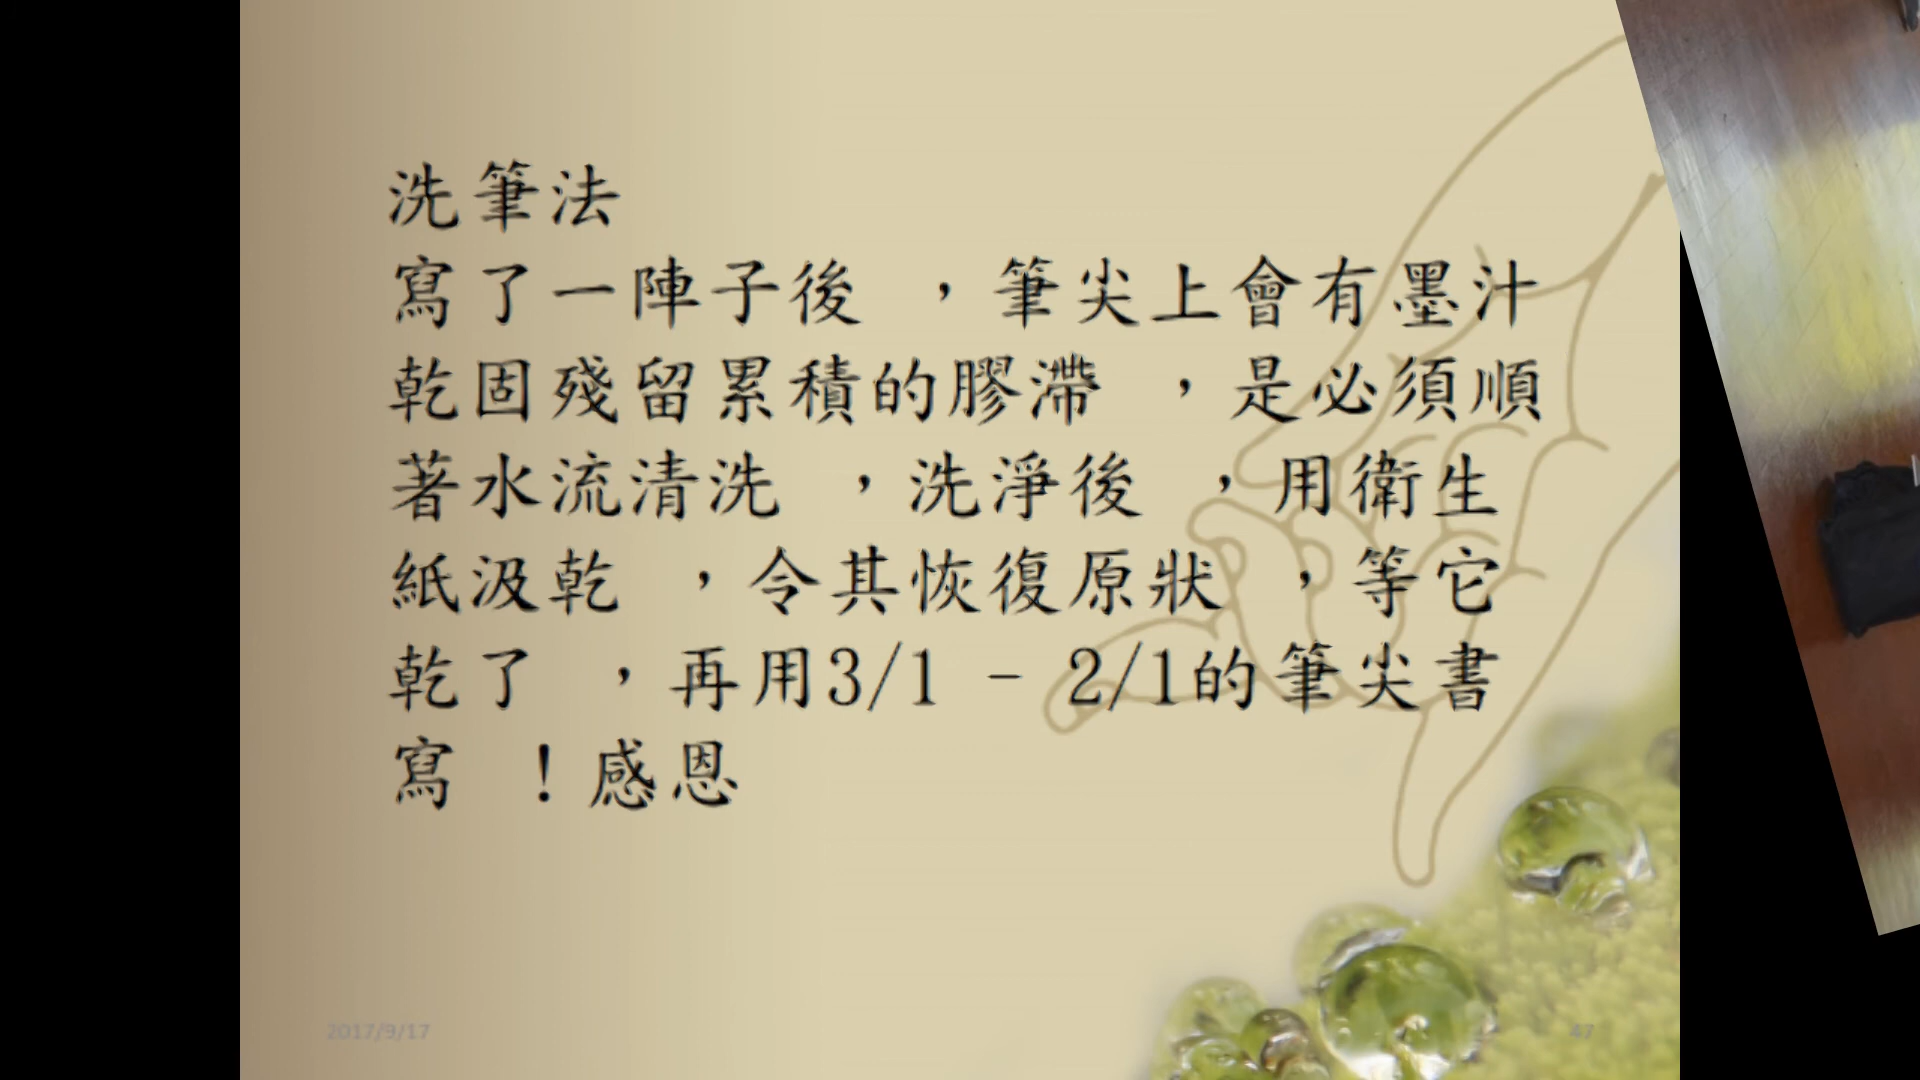 洗筆法
寫了一陣子後 ，筆尖上會有墨汁
乾固殘留累積的膠滯 ，是必須順
著水流清洗 ，洗淨後 ，用衛生
紙汲乾 ，令其恢復原狀 ，等它
乾了 ，再用3/1 - 2/1的筆尖書
寫 ！感恩
2017/9/17
47